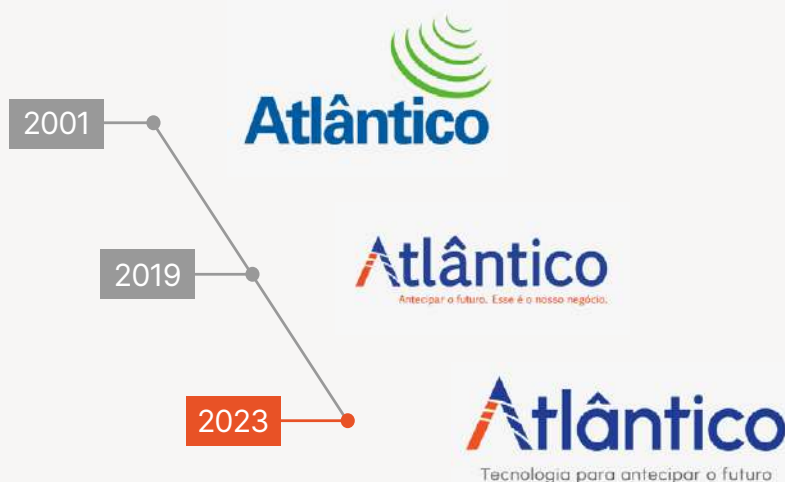 2001
Atlântico
2019
Atlântico
Antecipar o futuro. Esse é o nosso negócio.
2023
Atlântico
Tecnologia para antecipar o futuro